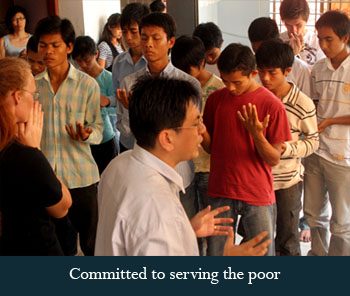 Committed to serving the poor